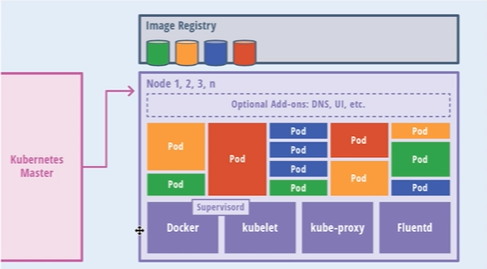 Image Registry
Node 1, 2, 3, n
Optional Add-ons: DNS, UI, etc.
Kubernetes
Master
Pod
Pod
Pod
Pod
Pod
Pod
Pod
Pod
Pod
Pod
Pod
Pod
Supervisord
Docker
kubelet
kube-proxy
Fluentd